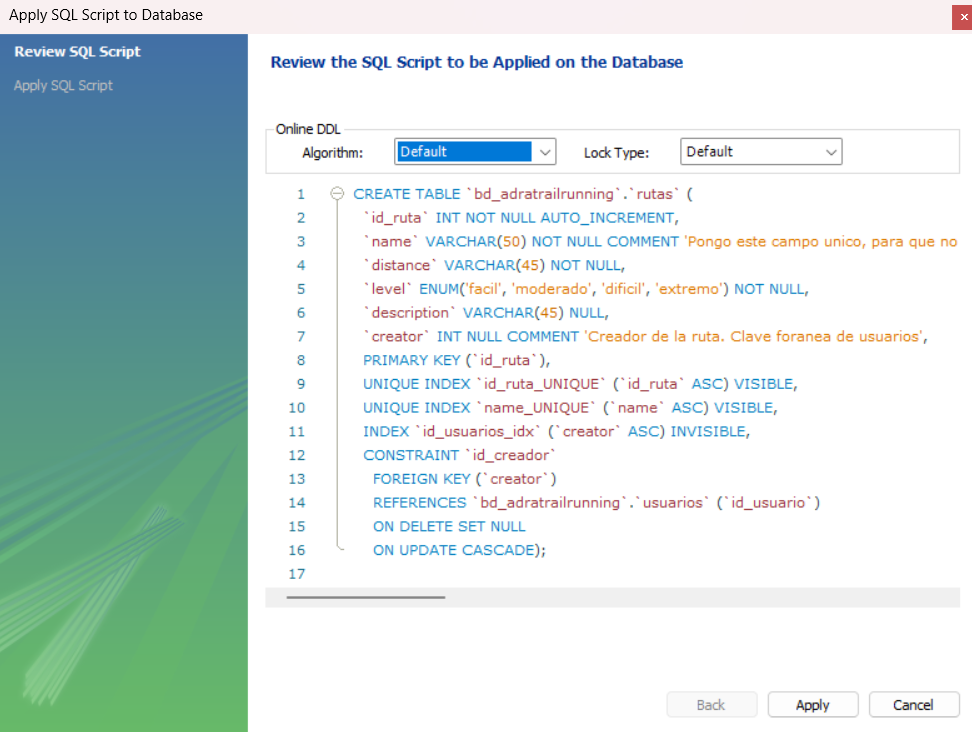 Apply SQL Script to Database
Review SQL Script
Apply SQL Script
Review the SQL Script to be Applied on the Database
Online DDL
Algorithm: Default Lock Type: Default
1 CREATE TABLE `bd_adratrailrunning`.`rutas` (
2 `id_ruta` INT NOT NULL AUTO_INCREMENT,
3 `name` VARCHAR(50) NOT NULL COMMENT 'Pongo este campo unico, para que no
4 `distance` VARCHAR(45) NOT NULL,
5 `level` ENUM('facil', 'moderado', 'dificil', 'extremo') NOT NULL,
6 `description` VARCHAR(45) NULL,
7 `creator` INT NULL COMMENT 'Creador de la ruta. Clave foranea de usuarios',
8 PRIMARY KEY (`id_ruta`),
9 UNIQUE INDEX `id_ruta_UNIQUE` (`id_ruta` ASC) VISIBLE,
10 UNIQUE INDEX `name_UNIQUE` (`name` ASC) VISIBLE,
11 INDEX `id_usuarios_idx` (`creator` ASC) INVISIBLE,
12 CONSTRAINT `id_creador`
13 FOREIGN KEY (`creator`)
14 REFERENCES `bd_adratrailrunning`.`usuarios` (`id_usuario`)
15 ON DELETE SET NULL
16 ON UPDATE CASCADE);
17
Back Apply Cancel